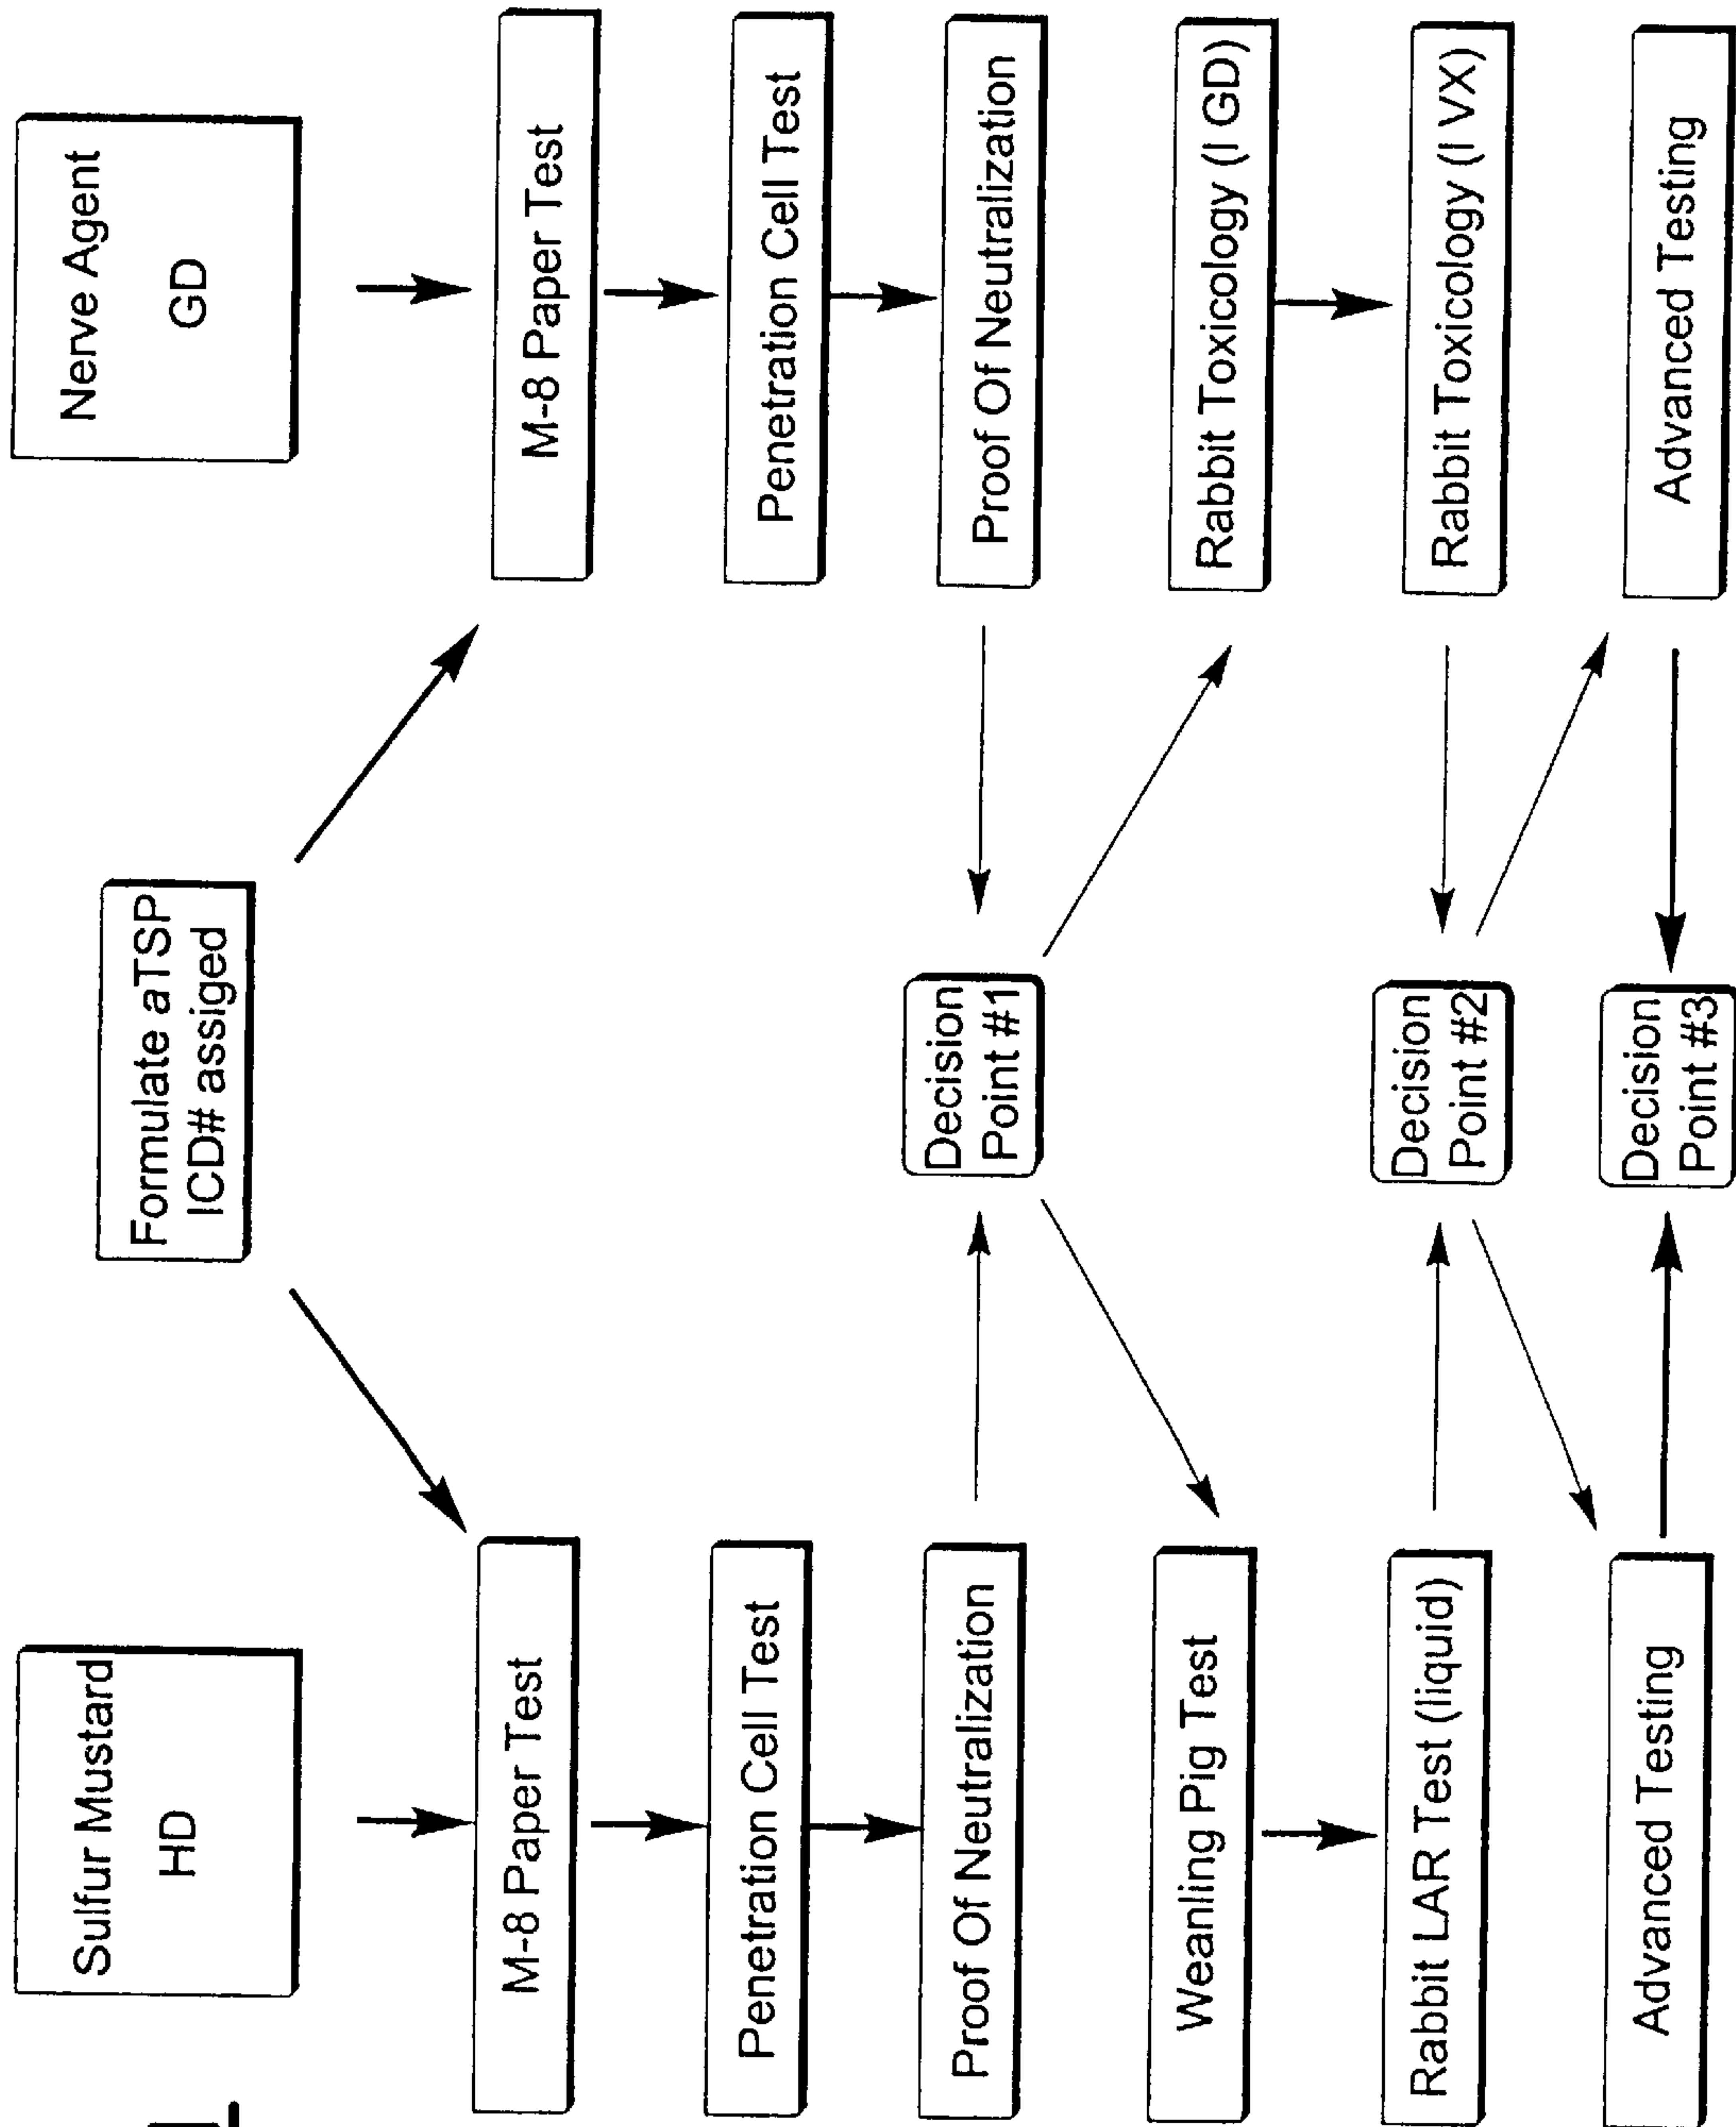 Sulfur Mustard
HD
Formulate aTSP
ICD# assiged
Nerve Agent
GD
M-8 Paper Test
M-8 Paper Test
Penetration Cell Test
Penetration Cell Test
Proof Of Neutralization
Decision
Point #1
Proof Of Neutralization
Weanling Pig Test
Rabbit Toxicology (l GD)
Rabbit LAR Test (liquid)
Decision
Point #2
Rabbit Toxicology (l VX)
Advanced Testing
Decision
Point #3
Advanced Testing